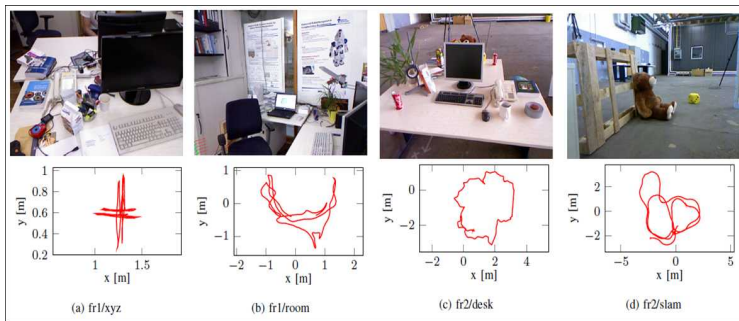 y [m]
1
0.8
0.6
0.4
0.2
1
1.5
x [m]
(a) fr1/xyz
y [m]
1
0
−1
−2
−1
0
1
2
x [m]
(b) fr1/room
y [m]
0
−2
−2
0
2
4
x [m]
(c) fr2/desk
y [m]
2
0
−2
−5
0
5
x [m]
(d) fr2/slam